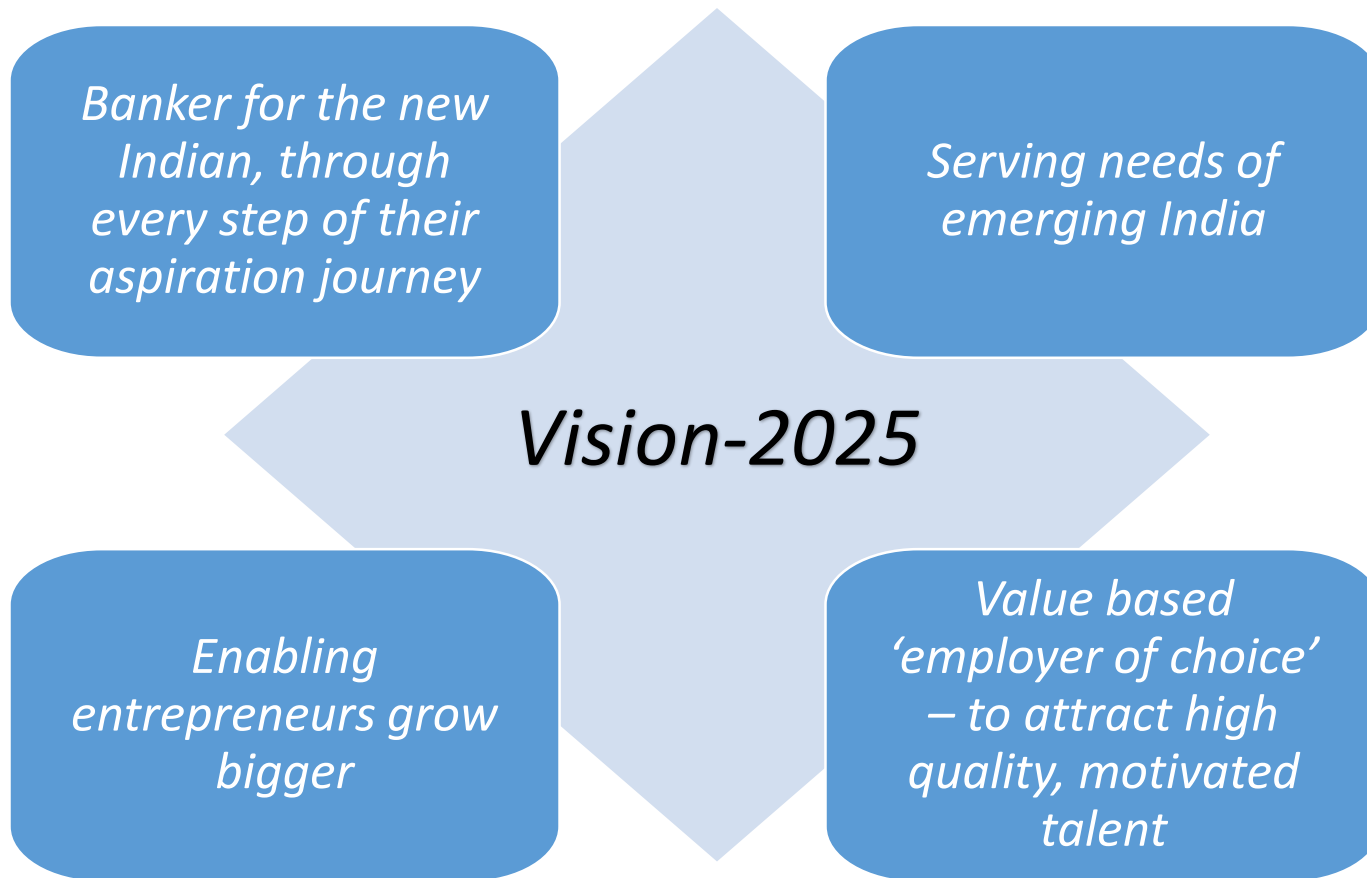 Banker for the new
Indian, through
every step of their
aspiration journey
Serving needs of
emerging India
Vision-2025
Enabling
entrepreneurs grow
bigger
Value based
‘employer of choice’
– to attract high
quality, motivated
talent